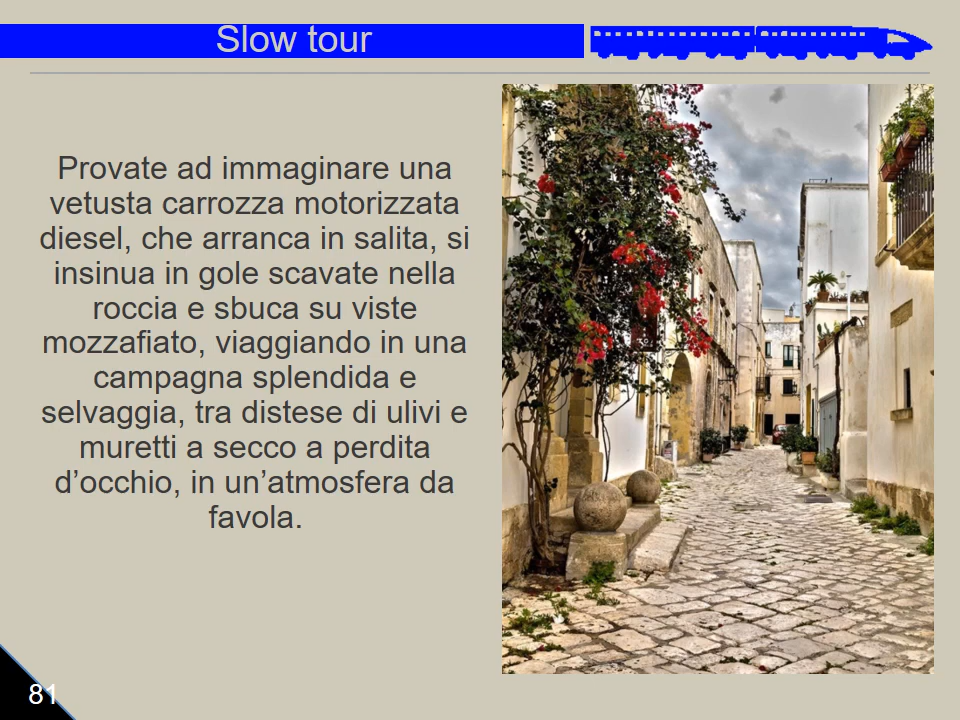 Slow tour
Provate ad immaginare una
vetusta carrozza motorizzata
diesel, che arranca in salita, si
insinua in gole scavate nella
roccia e sbuca su viste
mozzafiato, viaggiando in una
campagna splendida e
selvaggia, tra distese di ulivi e
muretti a secco a perdita
d’occhio, in un’atmosfera da
favola.
81